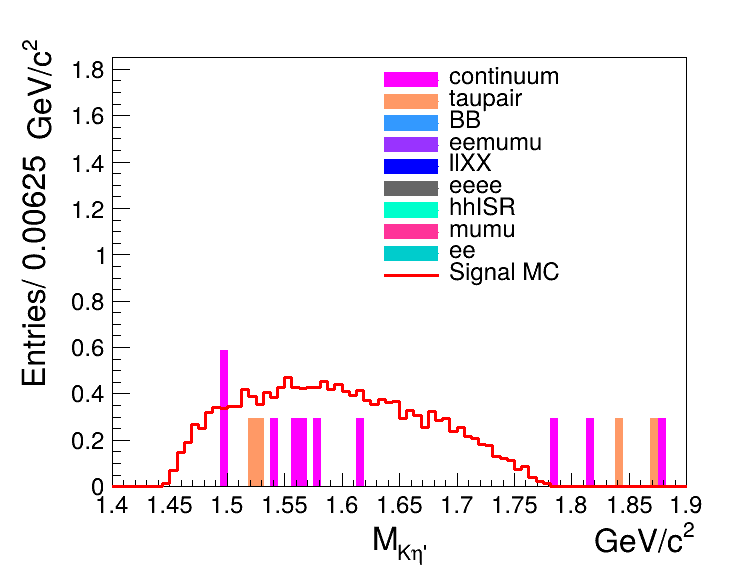 Entries/ 0.00625 GeV/c²
1.8
1.6
1.4
1.2
1
0.8
0.6
0.4
0.2
0
continuum
taupair
BB
eemumu
llXX
eeee
hhISR
mumu
ee
Signal MC
1.4 1.45 1.5 1.55 1.6 1.65 1.7 1.75 1.8 1.85 1.9
M_Kη' GeV/c²